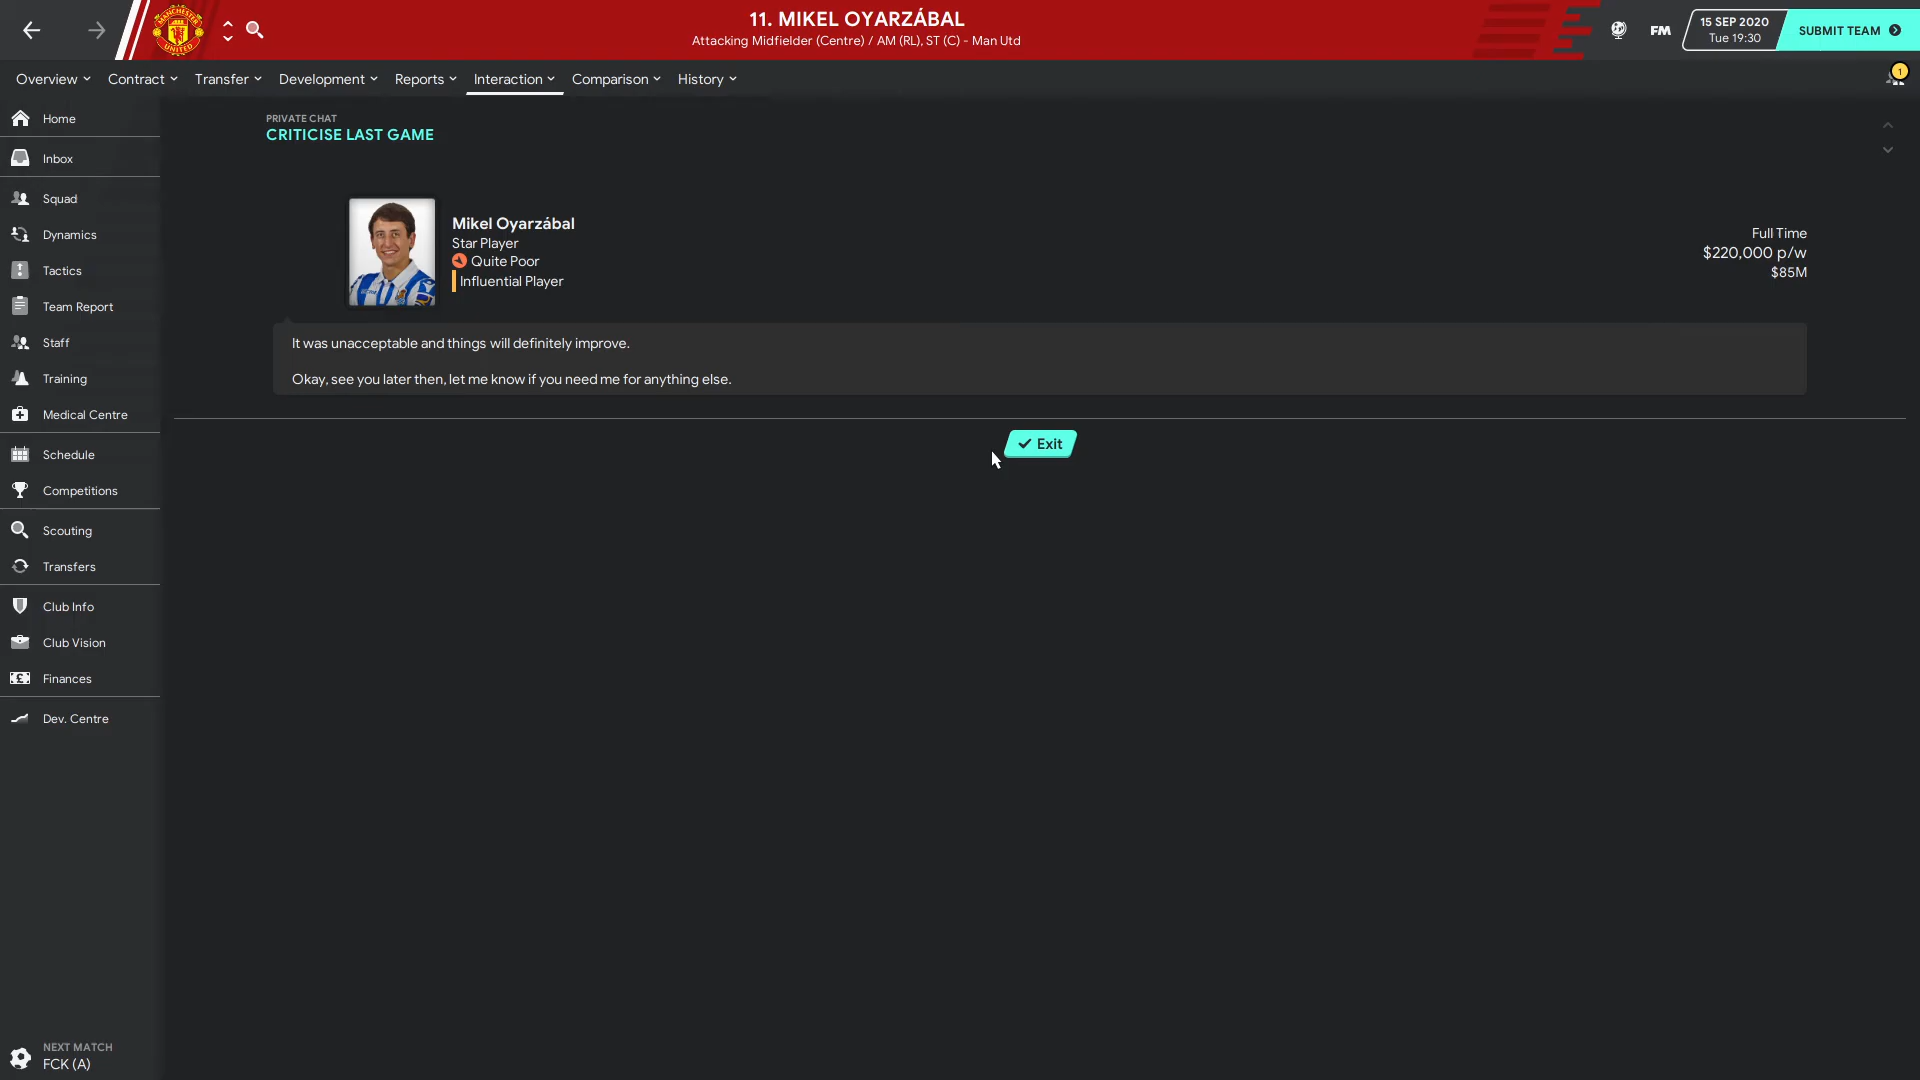 11. MIKEL OYARZÁBAL
Attacking Midfielder (Centre) / AM (RL), ST (C) - Man Utd
MANCHESTER
UNITED
FM
15 SEP 2020
Tue 19:30
SUBMIT TEAM
Overview
Contract
Transfer
Development
Reports
Interaction
Comparison
History
1
Home
Inbox
Squad
Dynamics
Tactics
Team Report
Staff
Training
Medical Centre
Schedule
Competitions
Scouting
Transfers
Club Info
Club Vision
Finances
Dev. Centre
NEXT MATCH
FCK (A)
PRIVATE CHAT
CRITICISE LAST GAME
Mikel Oyarzábal
Star Player
Quite Poor
Influential Player
Full Time
$220,000 p/w
$85M
It was unacceptable and things will definitely improve.
Okay, see you later then, let me know if you need me for anything else.
Exit